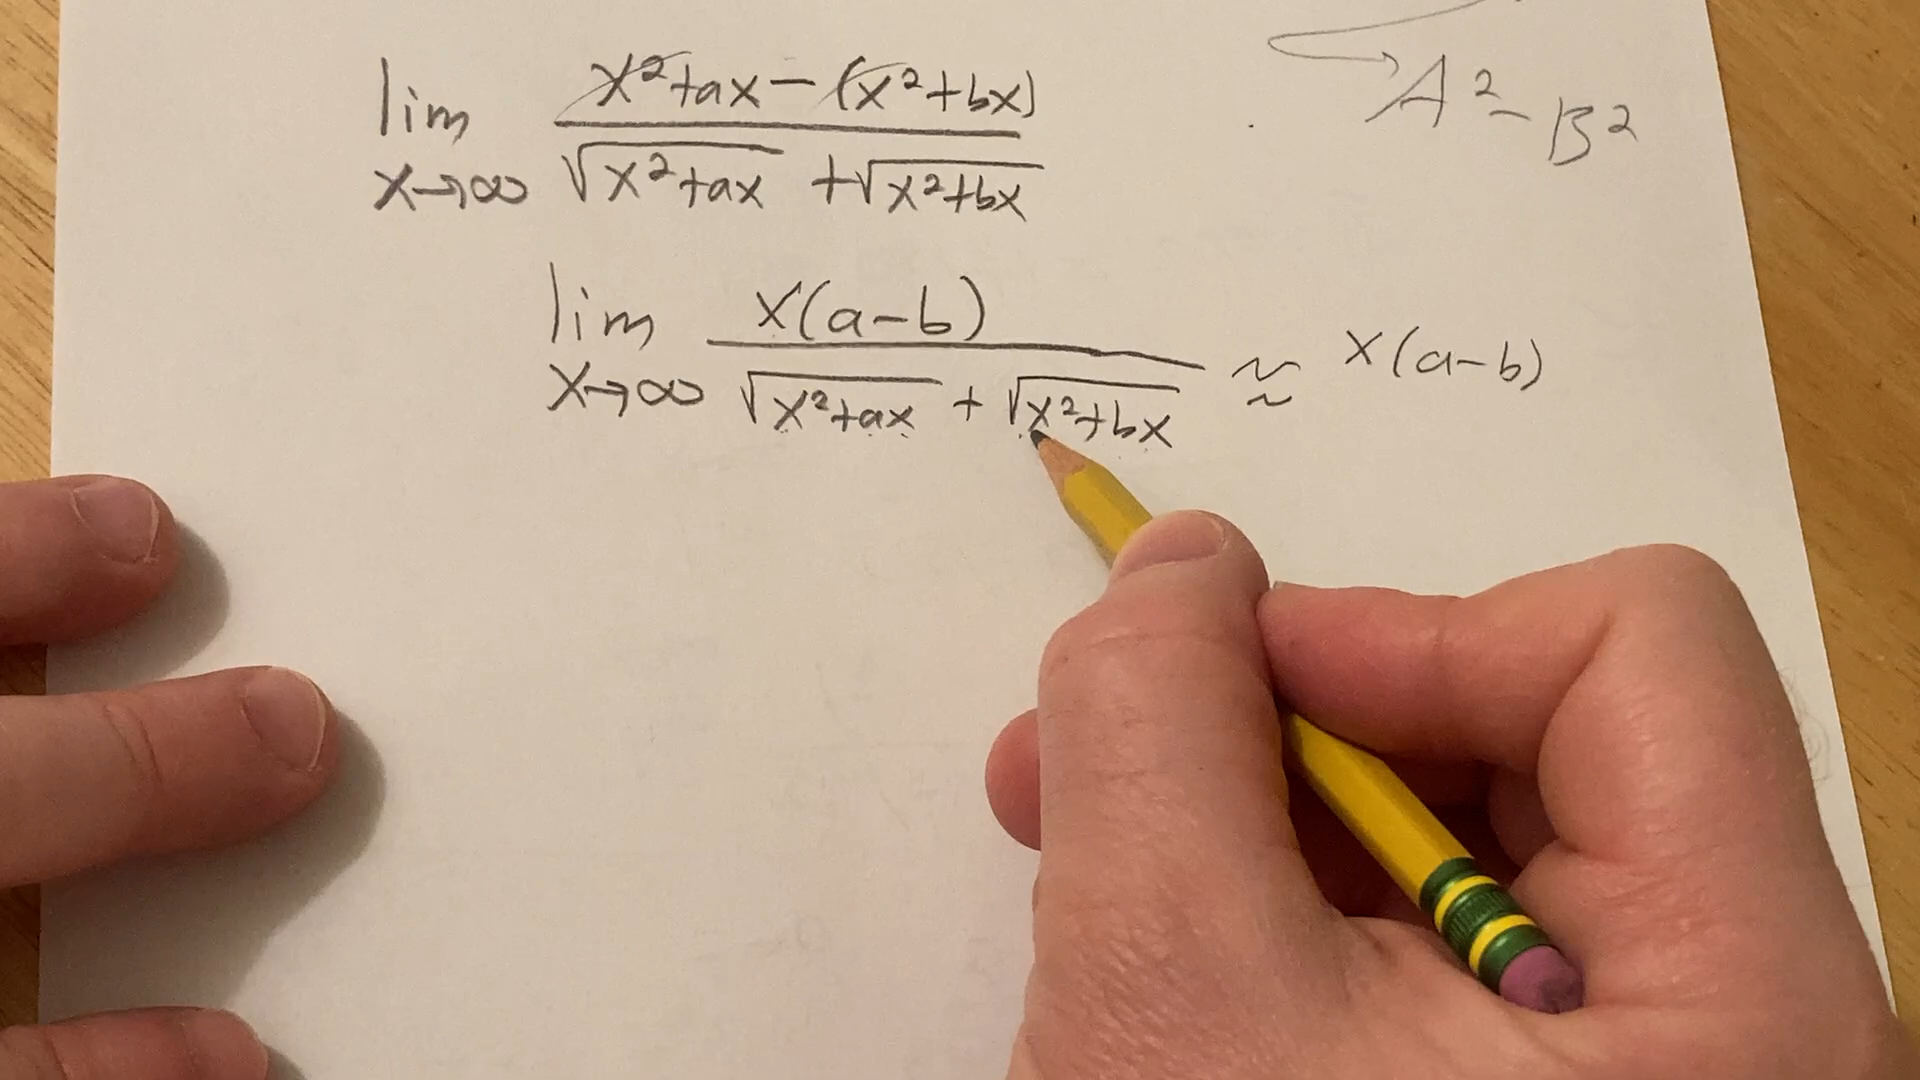 lim x→∞ (x²+ax−(x²+bx))/(√(x²+ax) +√(x²+bx))
A²−B²
lim x→∞ x(a−b)/(√(x²+ax) + √(x²+bx)) ≈ x(a−b)